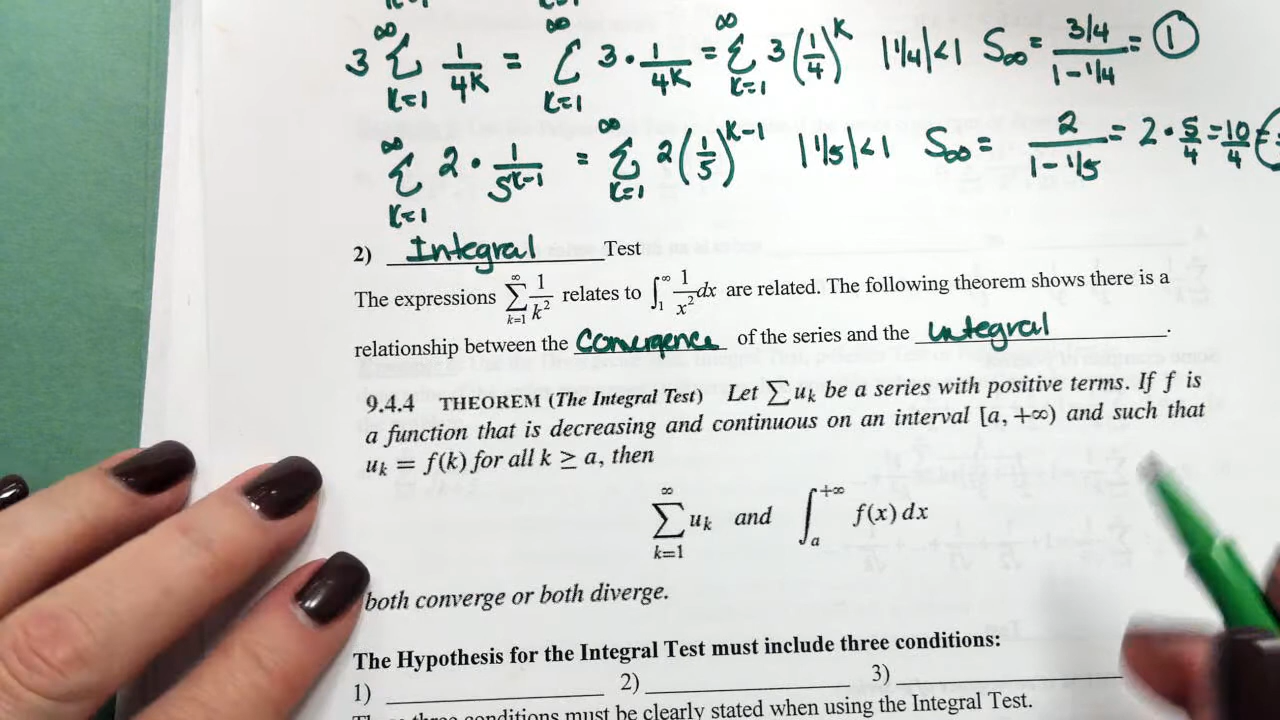 3 ∞ Σ k=1 1/4^k = ∞ Σ k=1 3 · 1/4^k = ∞ Σ k=1 3 (1/4)^k |1/4|<1 S∞ = 3/4 / 1 - 1/4 = 1
∞ Σ k=1 2 · 1/5^(k-1) = ∞ Σ k=1 2 (1/5)^(k-1) |1/5|<1 S∞ = 2 / 1 - 1/5 = 2 · 5/4 = 10/4 =
2) Integral Test
The expressions ∞ Σ k=1 1/k² relates to ∫₁^∞ 1/x² dx are related. The following theorem shows there is a
relationship between the Convergence of the series and the integral.
9.4.4 THEOREM (The Integral Test) Let Σ uₖ be a series with positive terms. If f is
a function that is decreasing and continuous on an interval [a, +∞) and such that
uₖ = f(k) for all k ≥ a, then
∞ Σ k=1 uₖ and ∫ₐ^+∞ f(x) dx
both converge or both diverge.
The Hypothesis for the Integral Test must include three conditions:
1) 2) 3)
three conditions must be clearly stated when using the Integral Test.